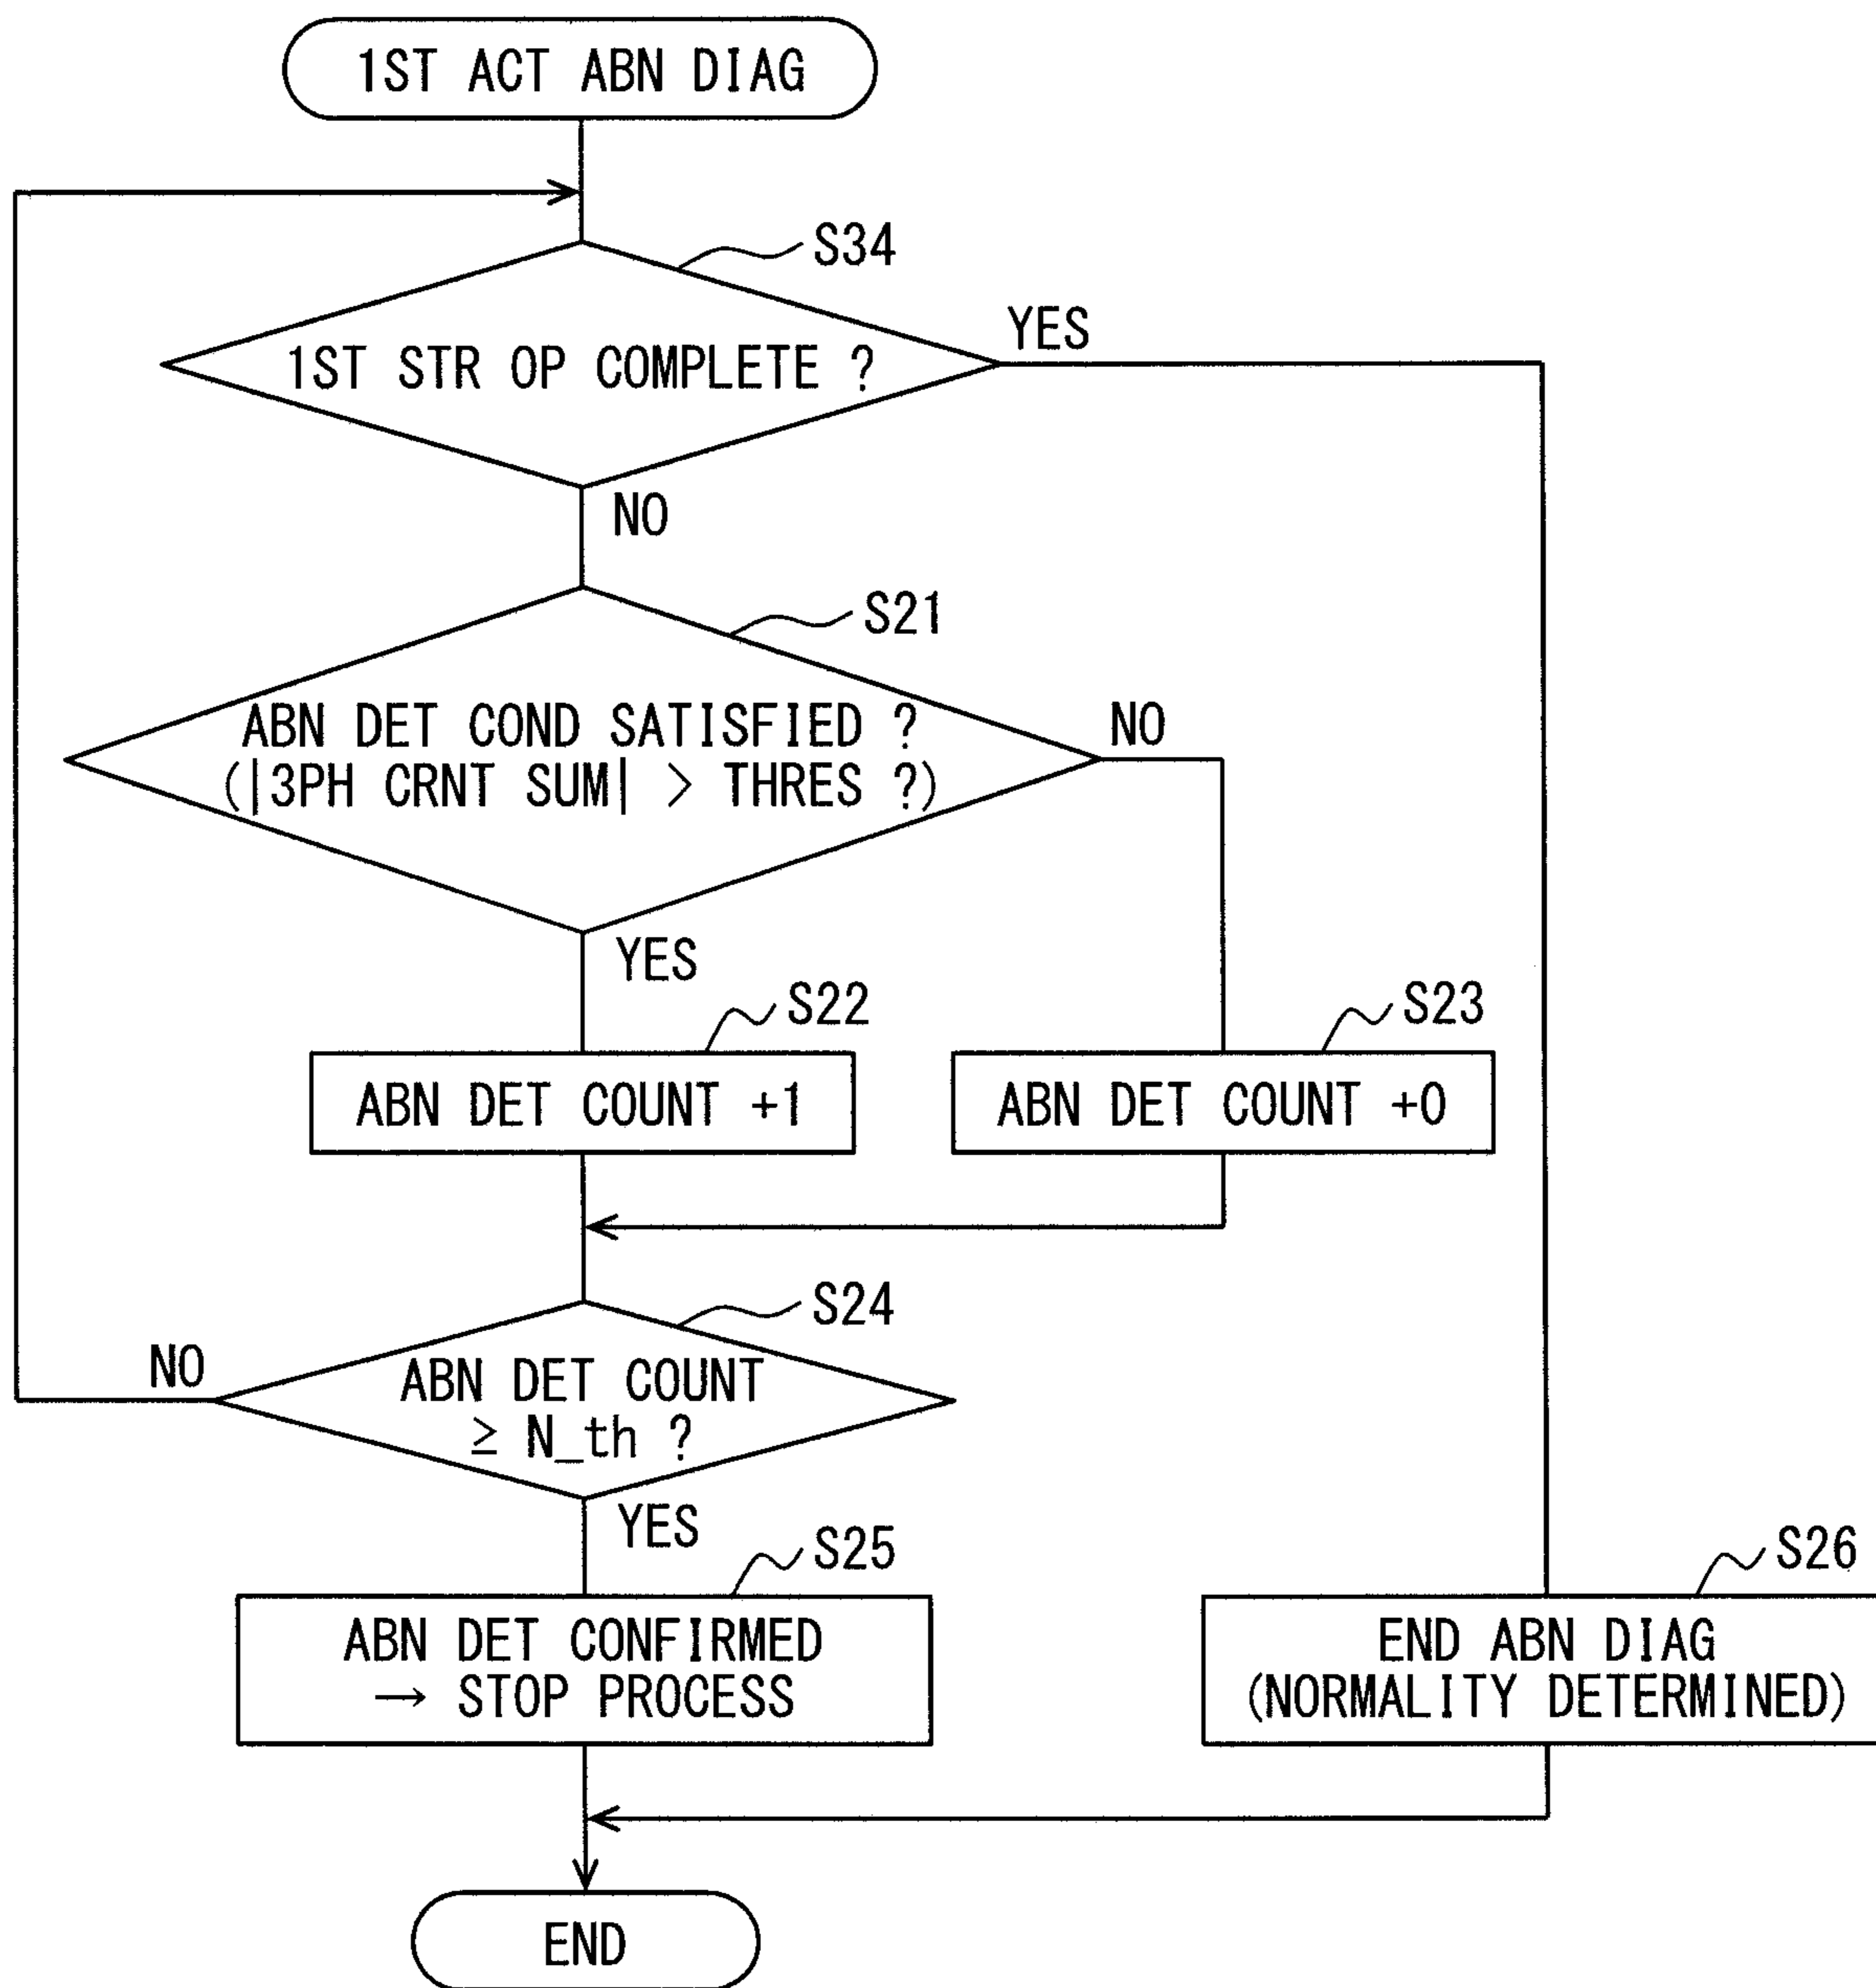 1ST ACT ABN DIAG
S34
1ST STR OP COMPLETE ?
YES
NO
S21
ABN DET COND SATISFIED ?
(|3PH CRNT SUM| > THRES ?)
NO
YES
S22
S23
ABN DET COUNT +1
ABN DET COUNT +0
S24
NO
ABN DET COUNT
≥ N_th ?
YES
S25
S26
ABN DET CONFIRMED
→ STOP PROCESS
END ABN DIAG
(NORMALITY DETERMINED)
END